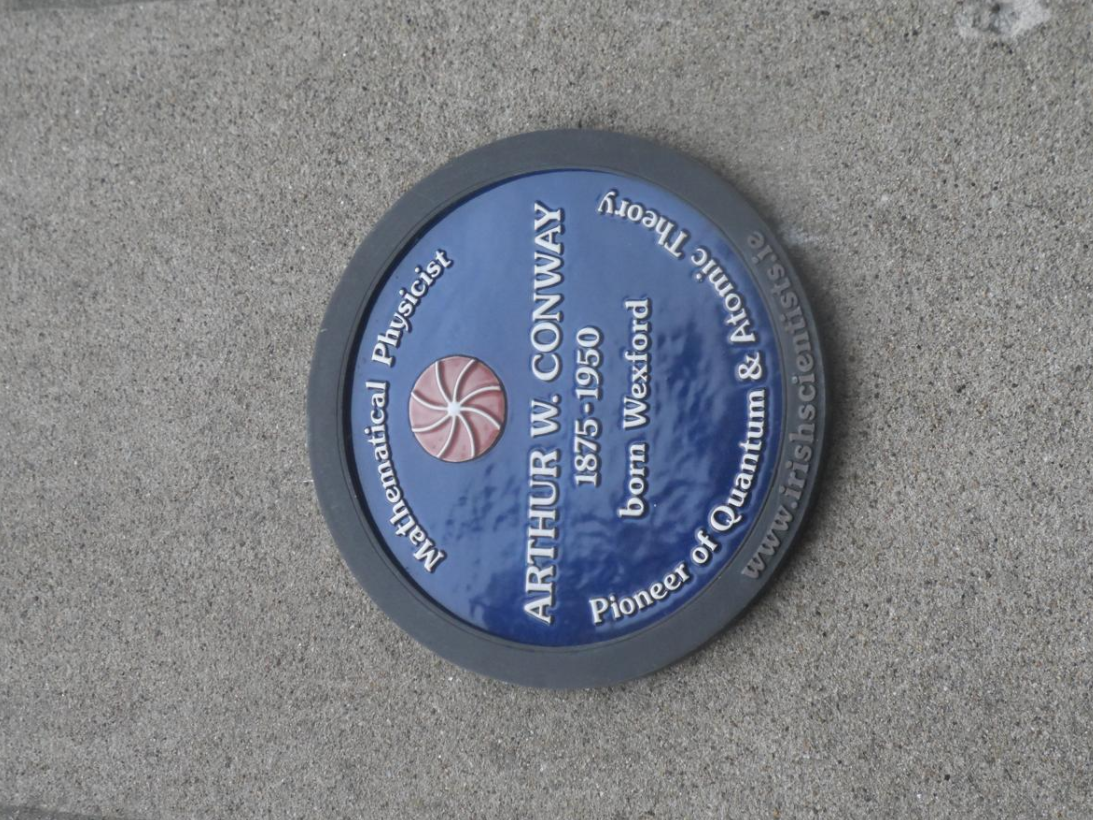 Mathematical Physicist
ARTHUR W. CONWAY
1875-1950
born Wexford
Pioneer of Quantum & Atomic Theory
www.irishscientists.ie